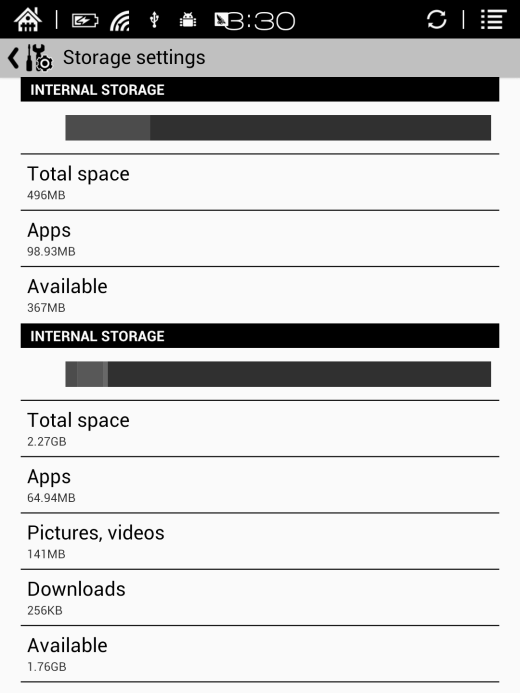 3:30
Storage settings
INTERNAL STORAGE
Total space
496MB
Apps
98.93MB
Available
367MB
INTERNAL STORAGE
Total space
2.27GB
Apps
64.94MB
Pictures, videos
141MB
Downloads
256KB
Available
1.76GB